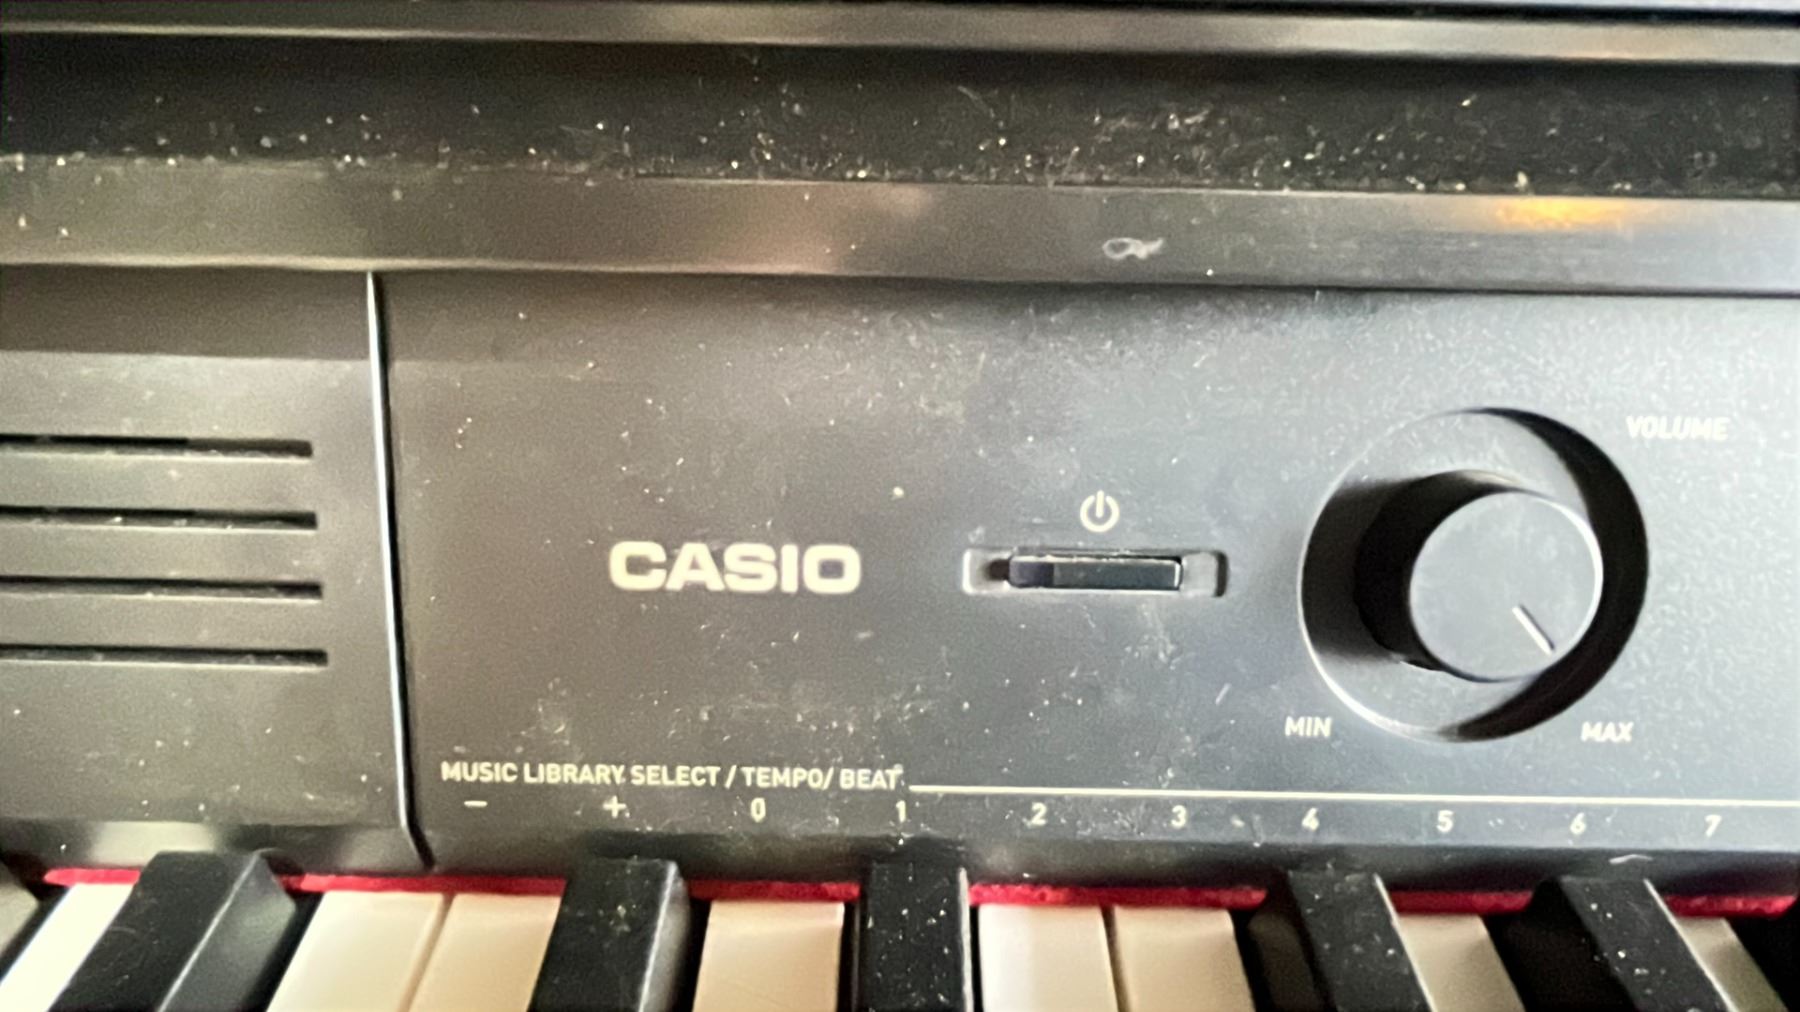 VOLUME
CASIO
MIN MAX
MUSIC LIBRARY SELECT / TEMPO/ BEAT
− + 0 1 2 3 4 5 6 7